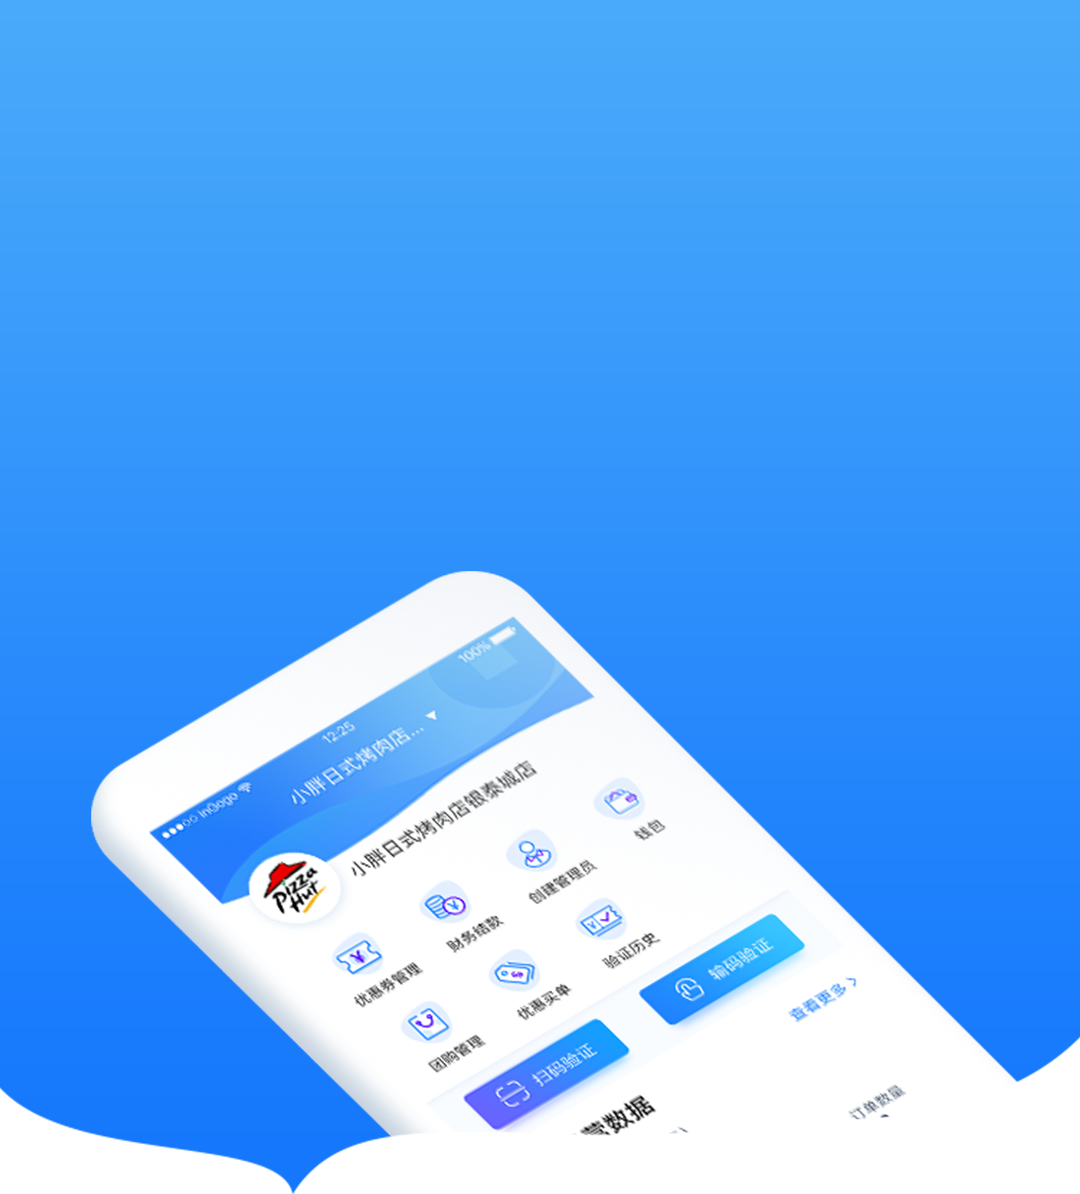 inGogo
12:25
100%
小胖日式烤肉店...
小胖日式烤肉店银泰城店
Pizza
Hut
优惠券管理
财务结款
创建管理员
钱包
团购管理
优惠买单
验证历史
扫码验证
输码验证
营数据
查看更多
订单数量